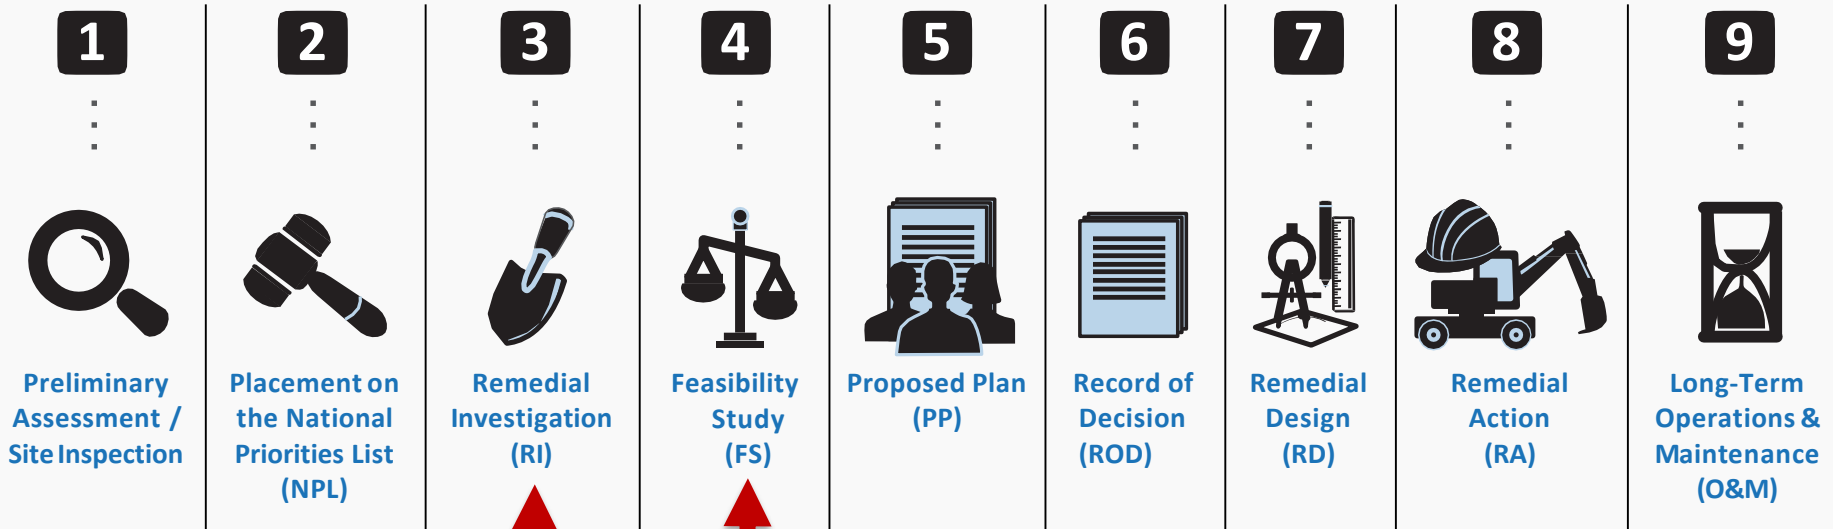 1
Preliminary
Assessment /
Site Inspection
2
Placement on
the National
Priorities List
(NPL)
3
Remedial
Investigation
(RI)
4
Feasibility
Study
(FS)
5
Proposed Plan
(PP)
6
Record of
Decision
(ROD)
7
Remedial
Design
(RD)
8
Remedial
Action
(RA)
9
Long-Term
Operations &
Maintenance
(O&M)